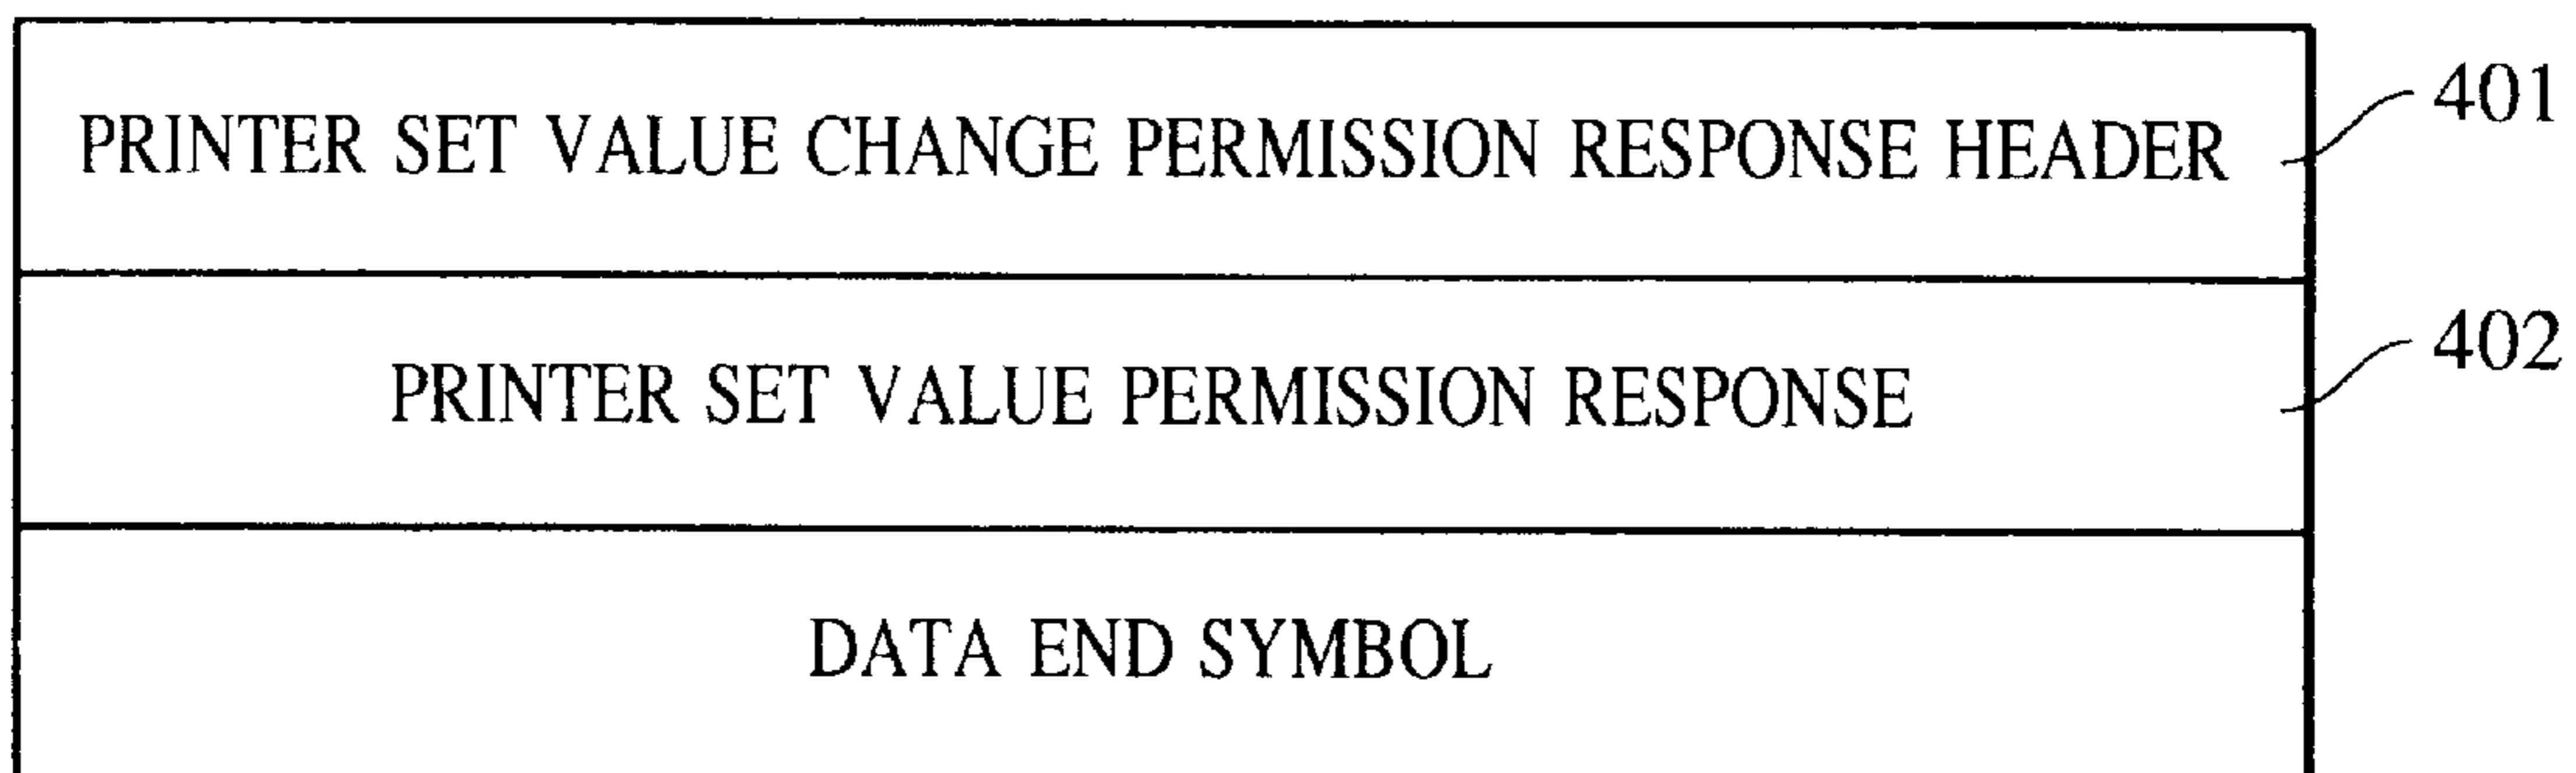 PRINTER SET VALUE CHANGE PERMISSION RESPONSE HEADER
401
PRINTER SET VALUE PERMISSION RESPONSE
402
DATA END SYMBOL